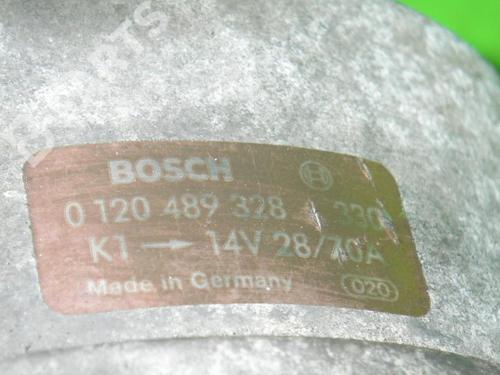 BOSCH
0 120 489 328 330
K1 → 14V 28/70A
Made in Germany 020